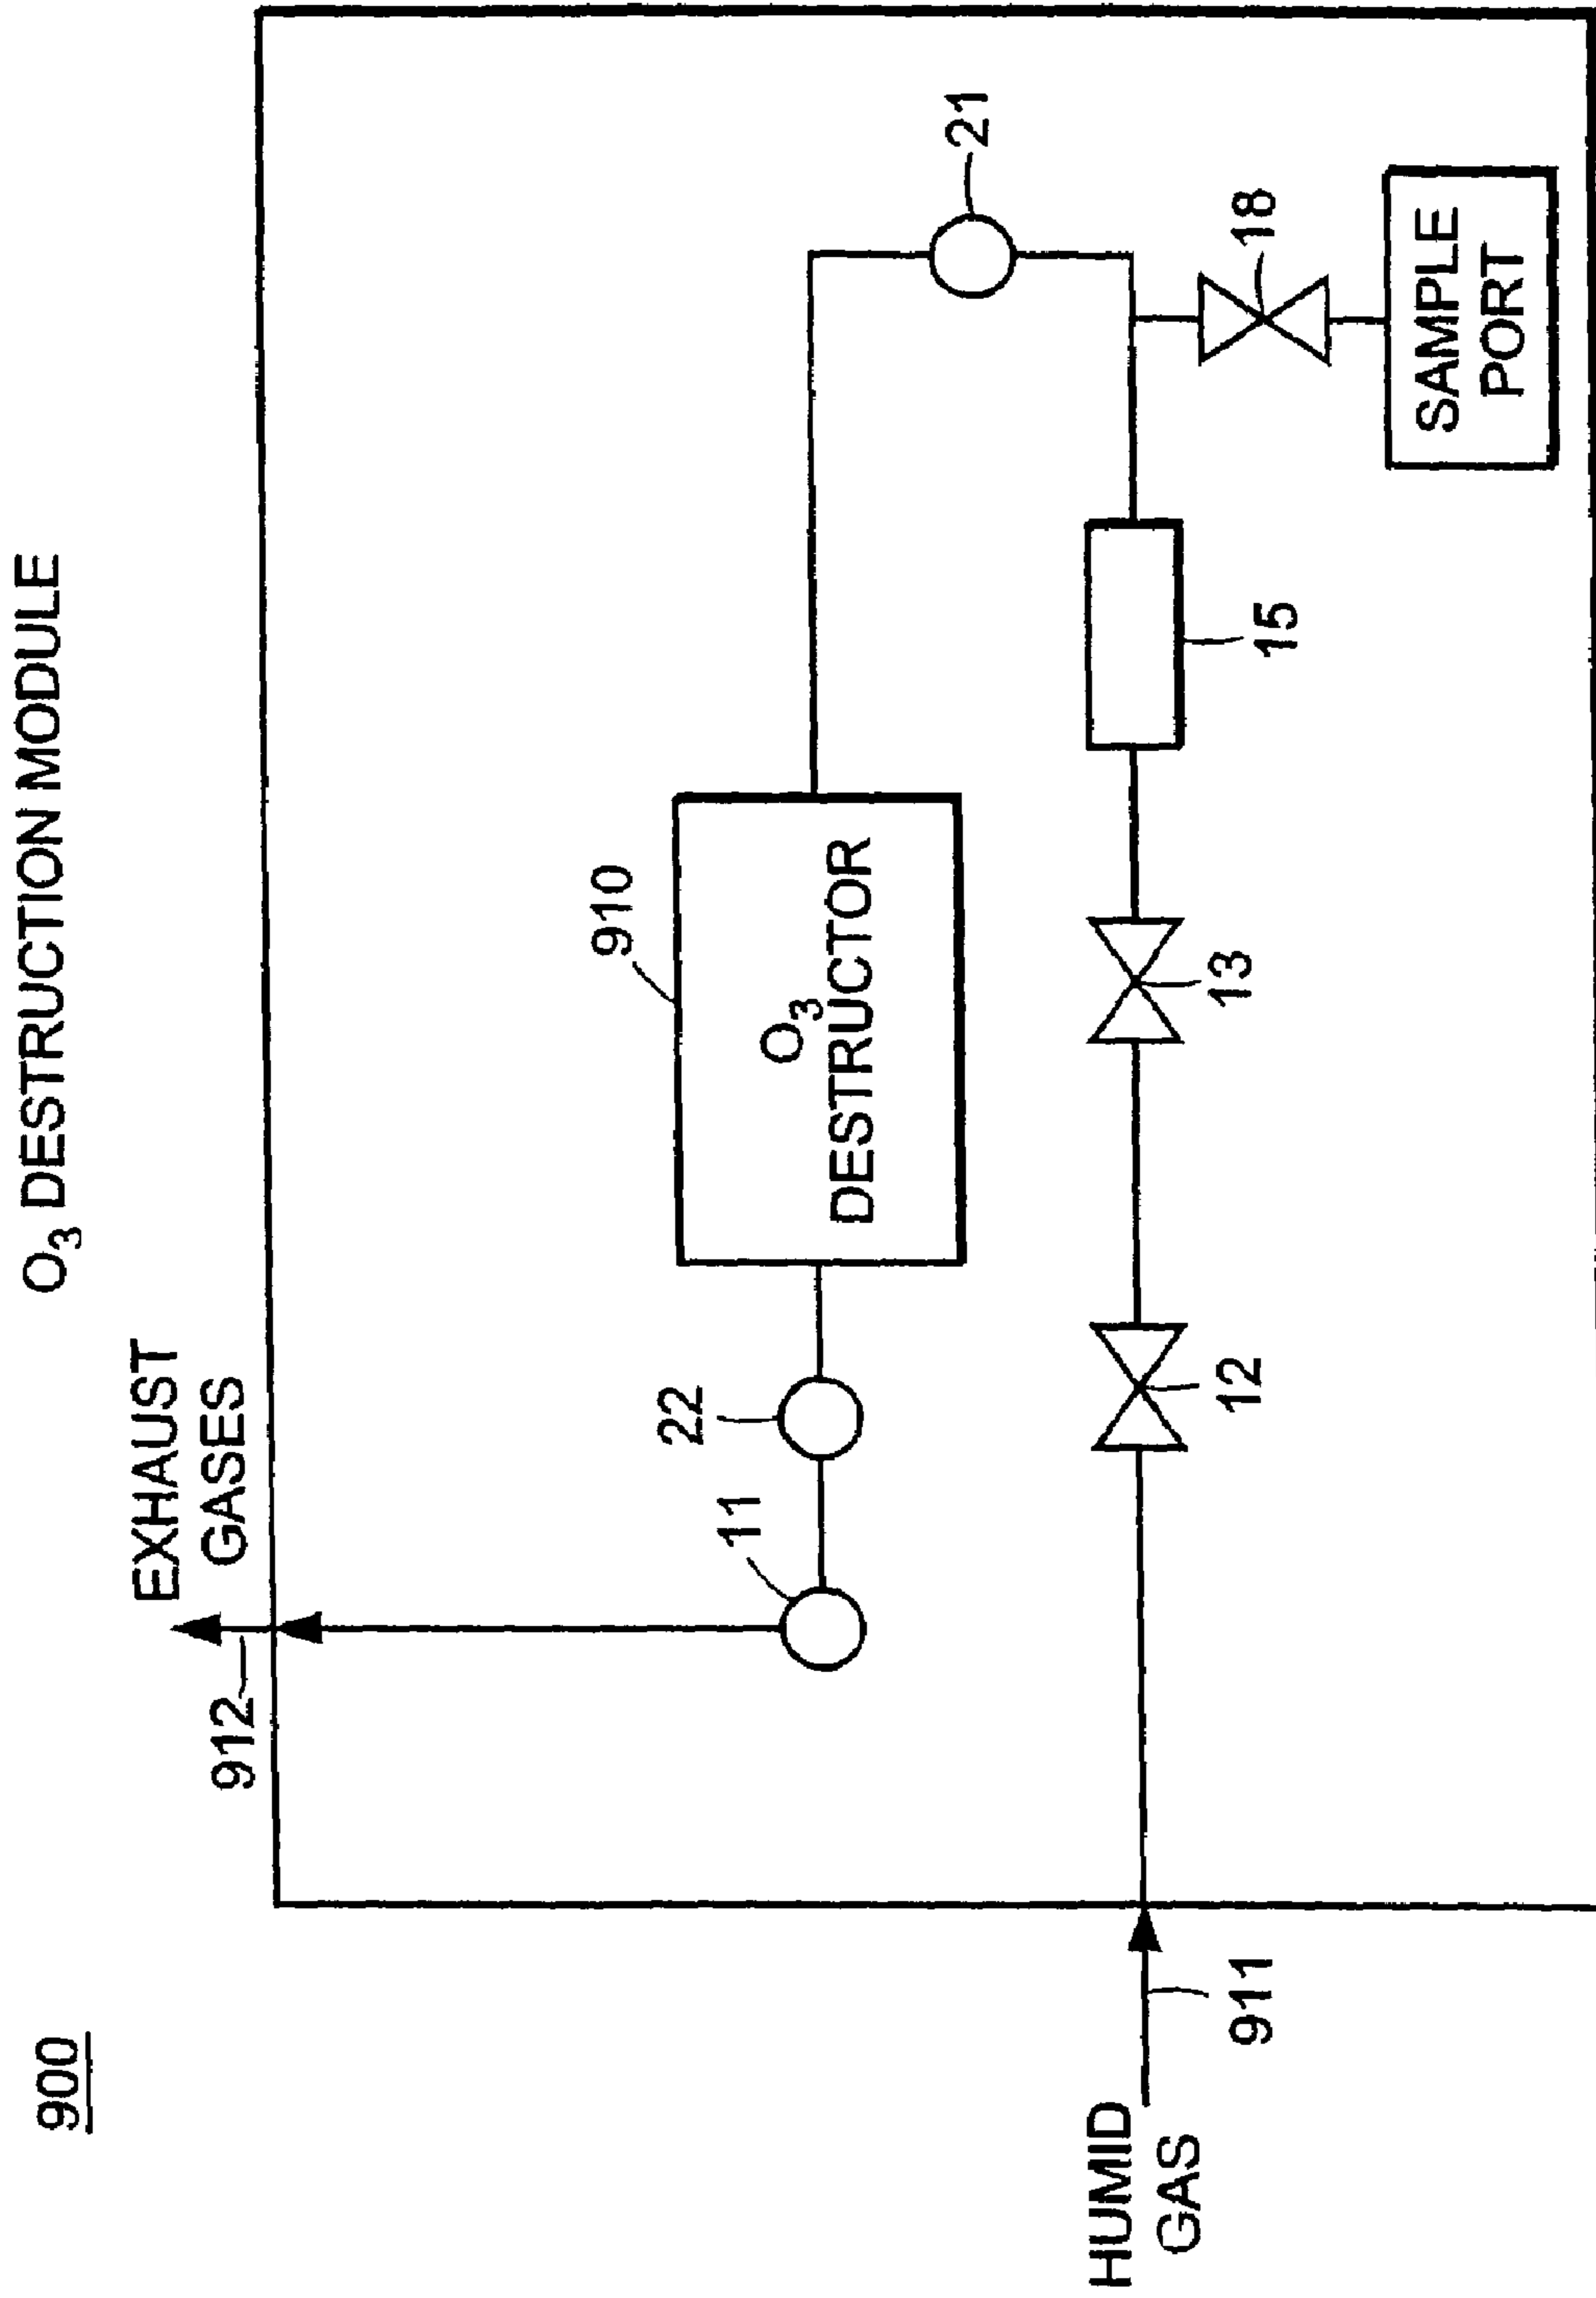 900
O3 DESTRUCTION MODULE
EXHAUST
GASES
912
11
22
910
O3
DESTRUCTOR
21
HUMID
GAS
911
12
13
15
18
SAMPLE
PORT